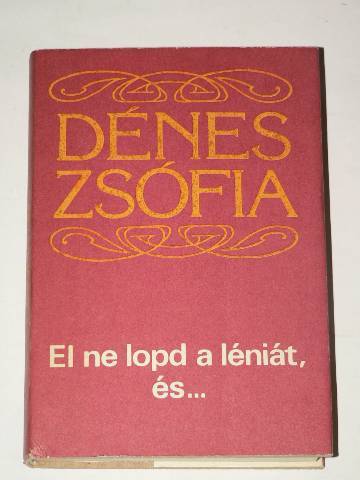 DÉNES
ZSÓFIA
El ne lopd a léniát,
és...